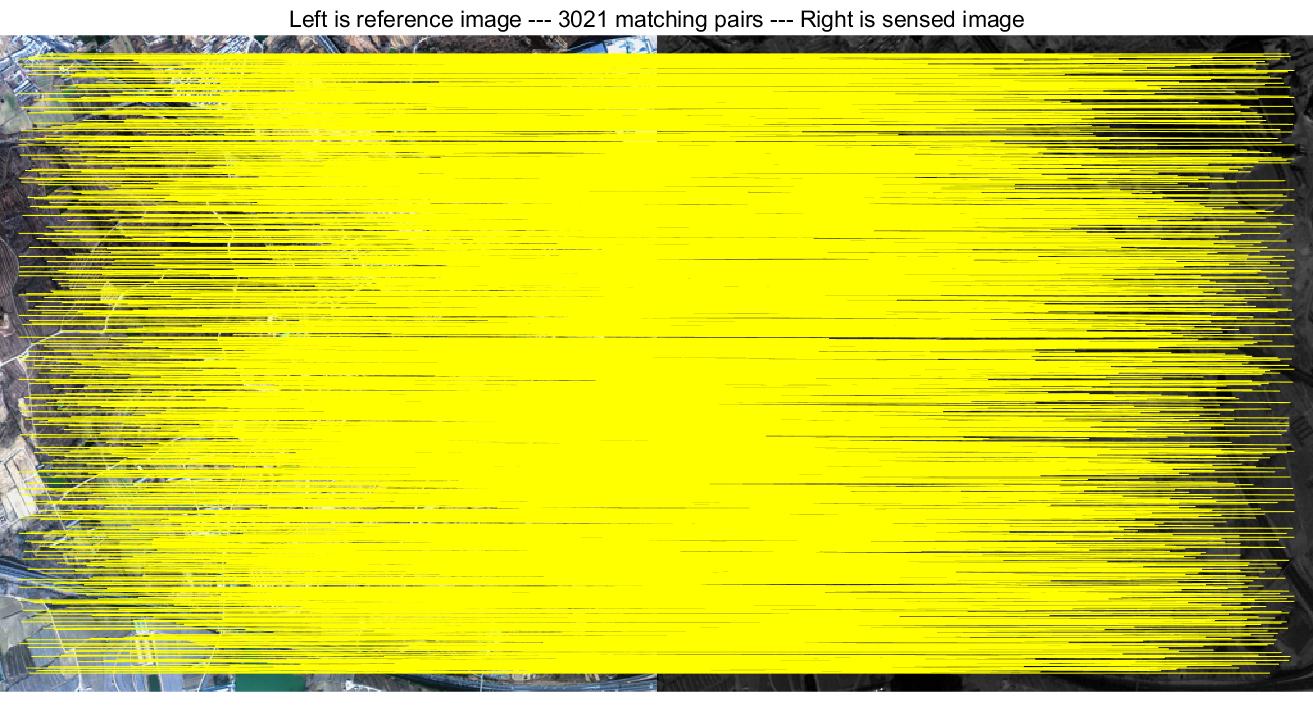 Left is reference image --- 3021 matching pairs --- Right is sensed image